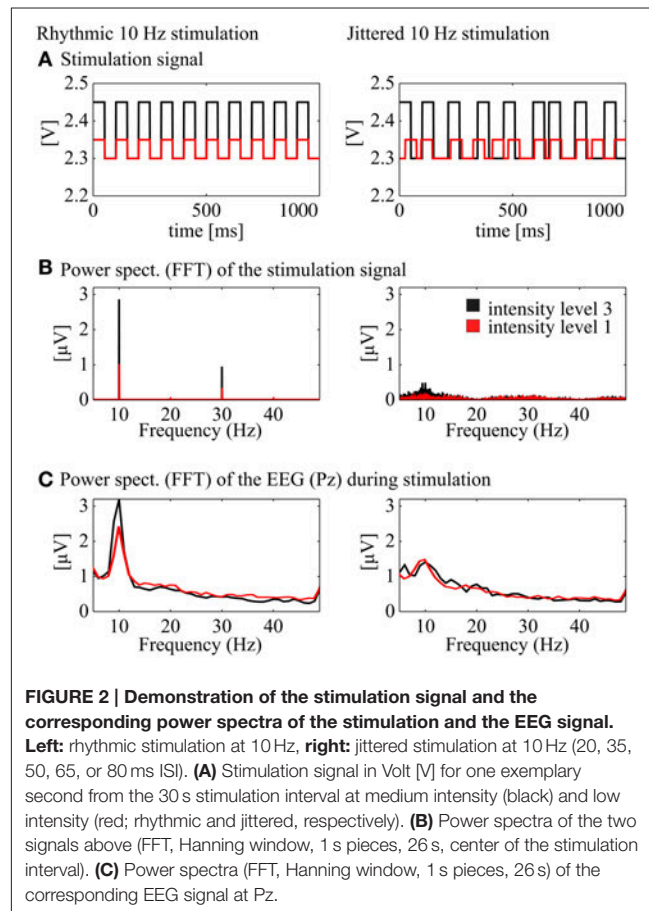 Rhythmic 10 Hz stimulation
Jittered 10 Hz stimulation
A Stimulation signal
2.5
2.4
2.3
2.2
[V]
0
500
1000
time [ms]
2.5
2.4
2.3
2.2
[V]
0
500
1000
time [ms]
B Power spect. (FFT) of the stimulation signal
3
2
1
0
[µV]
10
20
30
40
Frequency (Hz)
3
2
1
0
[µV]
intensity level 3
intensity level 1
10
20
30
40
Frequency (Hz)
C Power spect. (FFT) of the EEG (Pz) during stimulation
3
2
1
0
[µV]
10
20
30
40
Frequency (Hz)
3
2
1
0
[µV]
10
20
30
40
Frequency (Hz)
FIGURE 2 | Demonstration of the stimulation signal and the
corresponding power spectra of the stimulation and the EEG signal.
Left: rhythmic stimulation at 10 Hz, right: jittered stimulation at 10 Hz (20, 35,
50, 65, or 80 ms ISI). (A) Stimulation signal in Volt [V] for one exemplary
second from the 30 s stimulation interval at medium intensity (black) and low
intensity (red; rhythmic and jittered, respectively). (B) Power spectra of the two
signals above (FFT, Hanning window, 1 s pieces, 26 s, center of the stimulation
interval). (C) Power spectra (FFT, Hanning window, 1 s pieces, 26 s) of the
corresponding EEG signal at Pz.